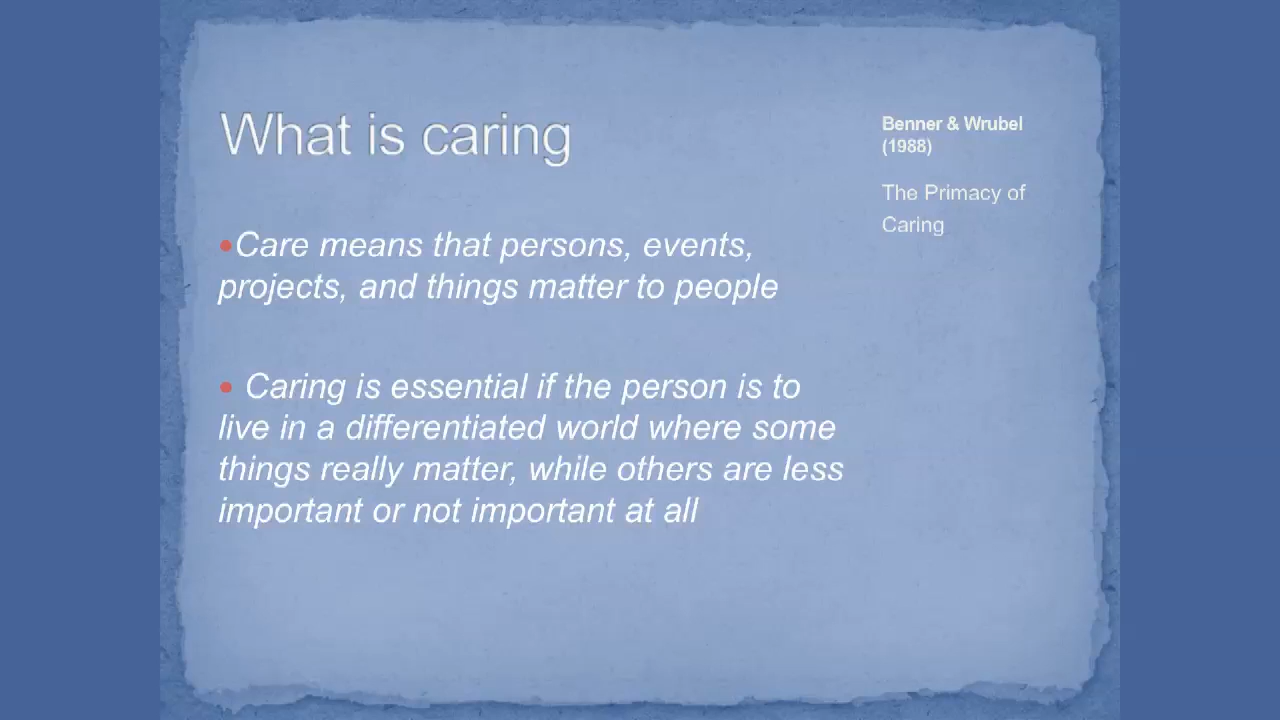 What is caring
•Care means that persons, events,
projects, and things matter to people
• Caring is essential if the person is to
live in a differentiated world where some
things really matter, while others are less
important or not important at all
Benner & Wrubel
(1988)
The Primacy of
Caring